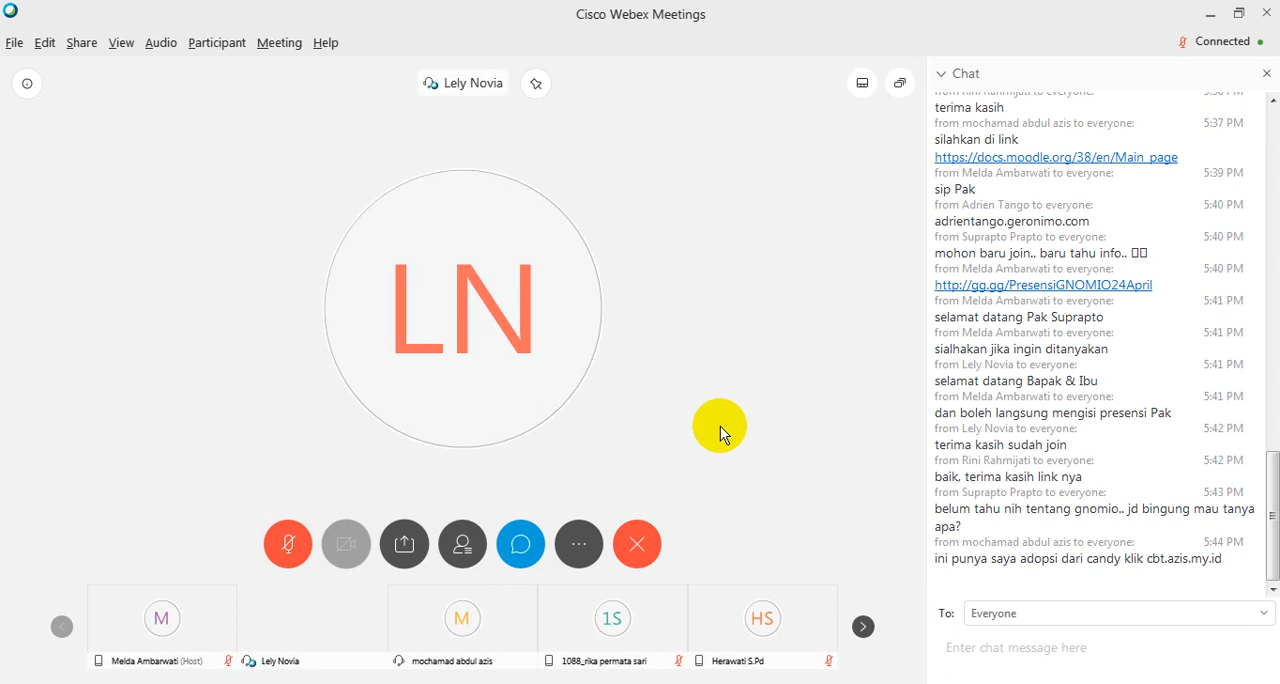 Cisco Webex Meetings
File Edit Share View Audio Participant Meeting Help
Connected
Lely Novia
LN
M
M
1S
HS
Melda Ambarwati (Host)
Lely Novia
mochamad abdul azis
1088_rika permata sari
Herawati S.Pd
Chat
from Rini Rahmijati to everyone:
terima kasih
from mochamad abdul azis to everyone: 5:37 PM
silahkan di link
https://docs.moodle.org/38/en/Main_page
from Melda Ambarwati to everyone: 5:39 PM
sip Pak
from Adrien Tango to everyone: 5:40 PM
adrientango.geronimo.com
from Suprapto Prapto to everyone: 5:40 PM
mohon baru join.. baru tahu info..
from Melda Ambarwati to everyone: 5:40 PM
http://gg.gg/PresensiGNOMIO24April
from Melda Ambarwati to everyone: 5:41 PM
selamat datang Pak Suprapto
from Melda Ambarwati to everyone: 5:41 PM
sialhakan jika ingin ditanyakan
from Lely Novia to everyone: 5:41 PM
selamat datang Bapak & Ibu
from Melda Ambarwati to everyone: 5:41 PM
dan boleh langsung mengisi presensi Pak
from Lely Novia to everyone: 5:42 PM
terima kasih sudah join
from Rini Rahmijati to everyone: 5:42 PM
baik, terima kasih link nya
from Suprapto Prapto to everyone: 5:43 PM
belum tahu nih tentang gnomio.. jd bingung mau tanya
apa?
from mochamad abdul azis to everyone: 5:44 PM
ini punya saya adopsi dari candy klik cbt.azis.my.id
To: Everyone
Enter chat message here